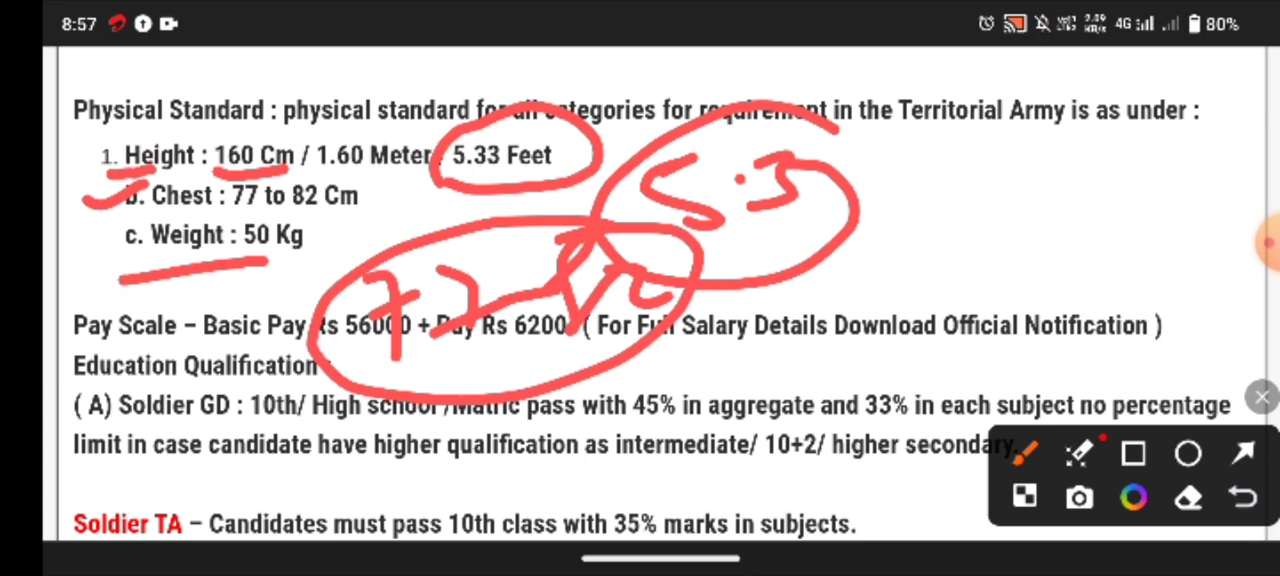 8:57 4G 80%
Physical Standard : physical standard for all categories for requirement in the Territorial Army is as under :
1. Height : 160 Cm / 1.60 Meter 5.33 Feet
5.3
b. Chest : 77 to 82 Cm
c. Weight : 50 Kg
Pay Scale – Basic Pay Rs 56000 + Pay Rs 6200 ( For Full Salary Details Download Official Notification )
Education Qualification
( A) Soldier GD : 10th/ High school /Matric pass with 45% in aggregate and 33% in each subject no percentage
limit in case candidate have higher qualification as intermediate/ 10+2/ higher secondary.
Soldier TA – Candidates must pass 10th class with 35% marks in subjects.